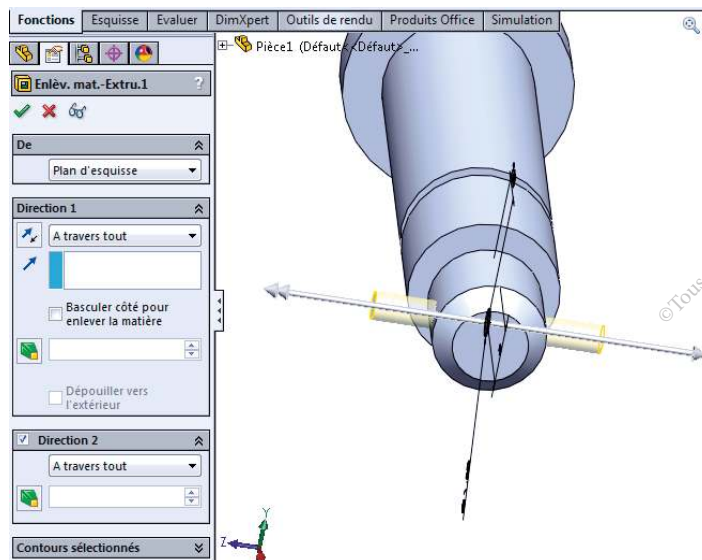 Fonctions Esquisse Evaluer DimXpert Outils de rendu Produits Office Simulation
Pièce1 (Défaut<<Défaut>_...
Enlèv. mat.-Extru.1 ?
De
Plan d'esquisse
Direction 1
A travers tout
Basculer côté pour
enlever la matière
Dépouiller vers
l'extérieur
Direction 2
A travers tout
Contours sélectionnés
©Tous
Y
Z